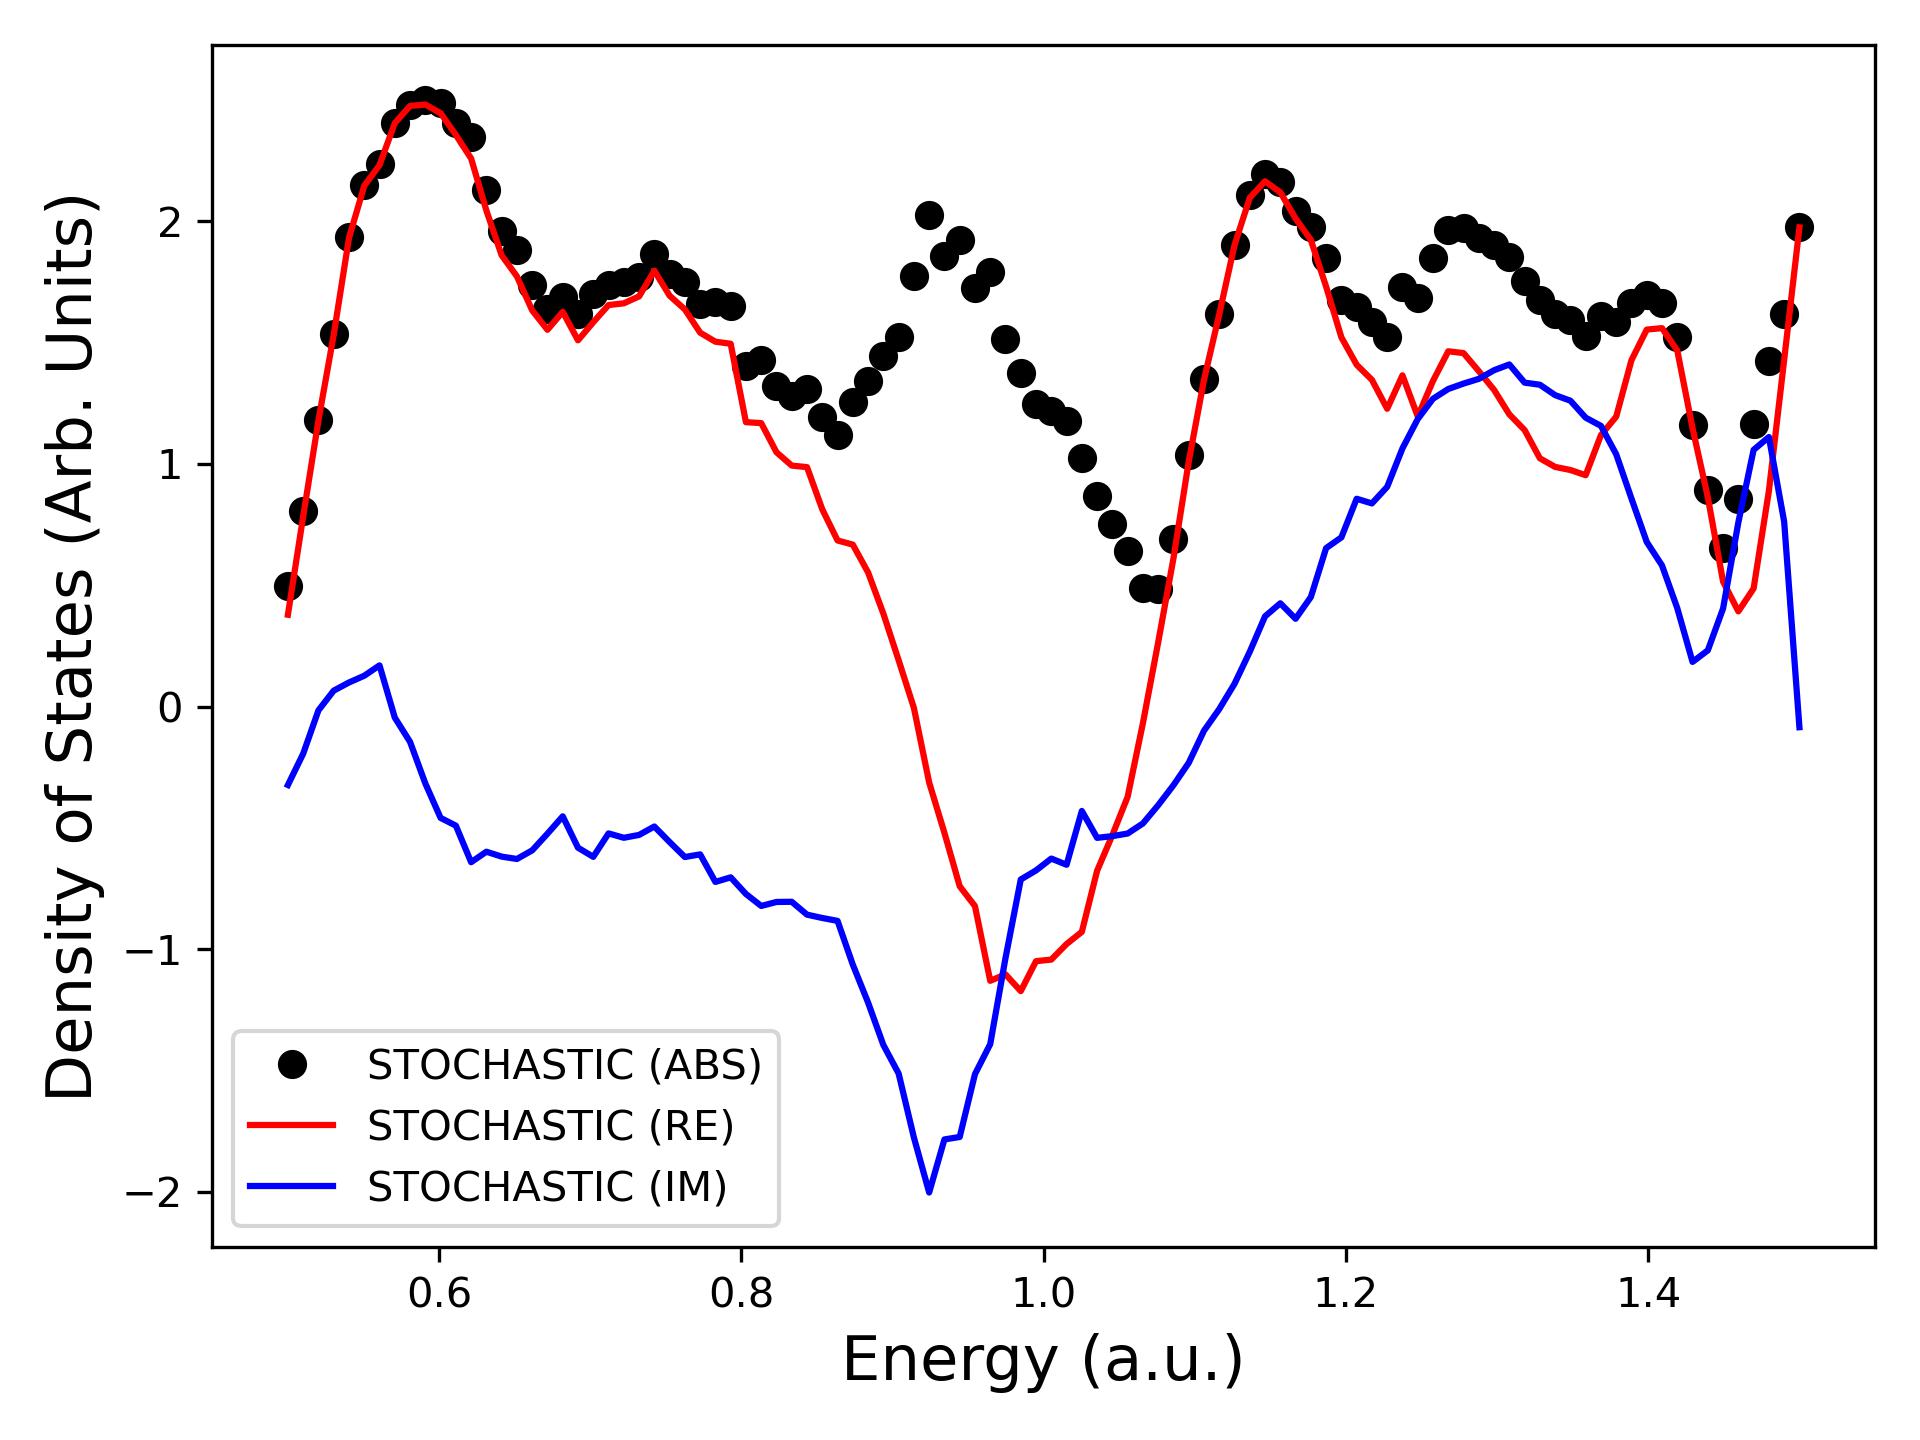 Density of States (Arb. Units)
2
1
0
−1
−2
STOCHASTIC (ABS)
STOCHASTIC (RE)
STOCHASTIC (IM)
0.6 0.8 1.0 1.2 1.4
Energy (a.u.)